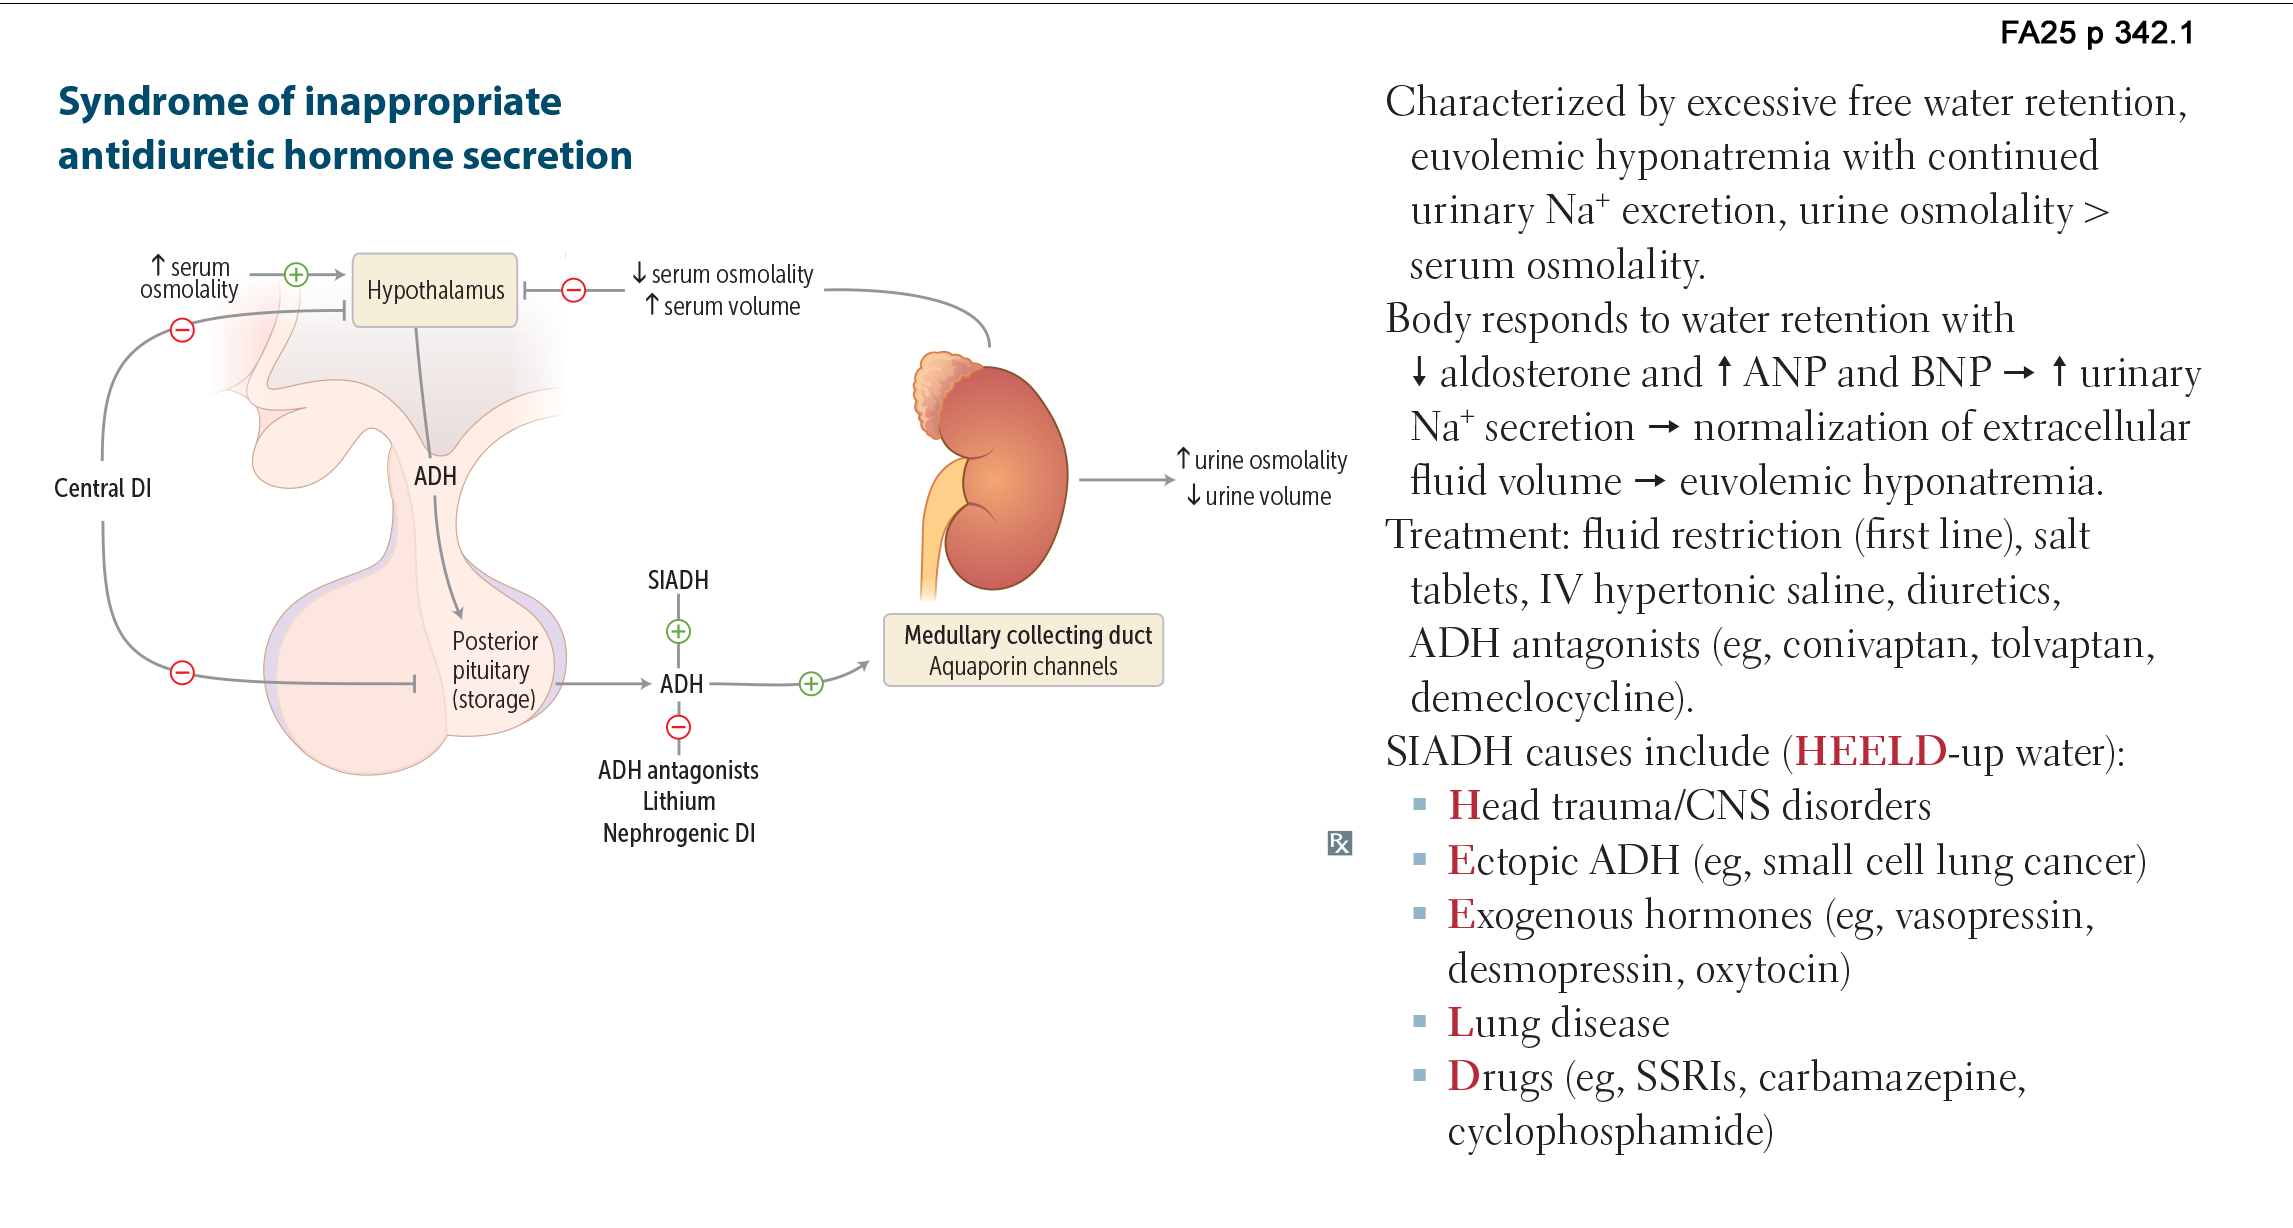 FA25 p 342.1
Syndrome of inappropriate
antidiuretic hormone secretion
↑ serum
osmolality
+
Hypothalamus
−
↓ serum osmolality
↑ serum volume
−
Central DI
ADH
↑ urine osmolality
↓ urine volume
SIADH
+
Posterior
pituitary
(storage)
Medullary collecting duct
Aquaporin channels
−
ADH
+
−
ADH antagonists
Lithium
Nephrogenic DI
Characterized by excessive free water retention,
euvolemic hyponatremia with continued
urinary Na⁺ excretion, urine osmolality >
serum osmolality.
Body responds to water retention with
↓ aldosterone and ↑ ANP and BNP → ↑ urinary
Na⁺ secretion → normalization of extracellular
fluid volume → euvolemic hyponatremia.
Treatment: fluid restriction (first line), salt
tablets, IV hypertonic saline, diuretics,
ADH antagonists (eg, conivaptan, tolvaptan,
demeclocycline).
SIADH causes include (HEELD-up water):
▪ Head trauma/CNS disorders
Rx
▪ Ectopic ADH (eg, small cell lung cancer)
▪ Exogenous hormones (eg, vasopressin,
desmopressin, oxytocin)
▪ Lung disease
▪ Drugs (eg, SSRIs, carbamazepine,
cyclophosphamide)